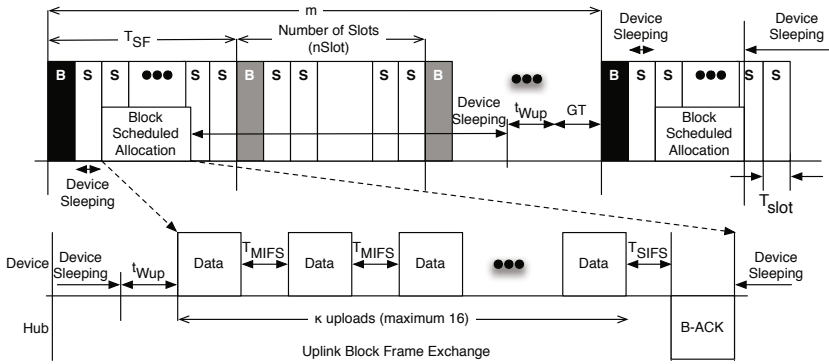 m
Device Sleeping
Device Sleeping
T_SF
Number of Slots (nSlot)
B S S ●●● S S B S S S S B ●●● B S S ●●● S S
Device Sleeping
t_Wup
GT
Block Scheduled Allocation
Block Scheduled Allocation
Device Sleeping
T_slot
Device Sleeping
t_Wup
Device
Data
T_MIFS
Data
T_MIFS
Data
●●●
Data
T_SIFS
Device Sleeping
κ uploads (maximum 16)
B-ACK
Hub
Uplink Block Frame Exchange